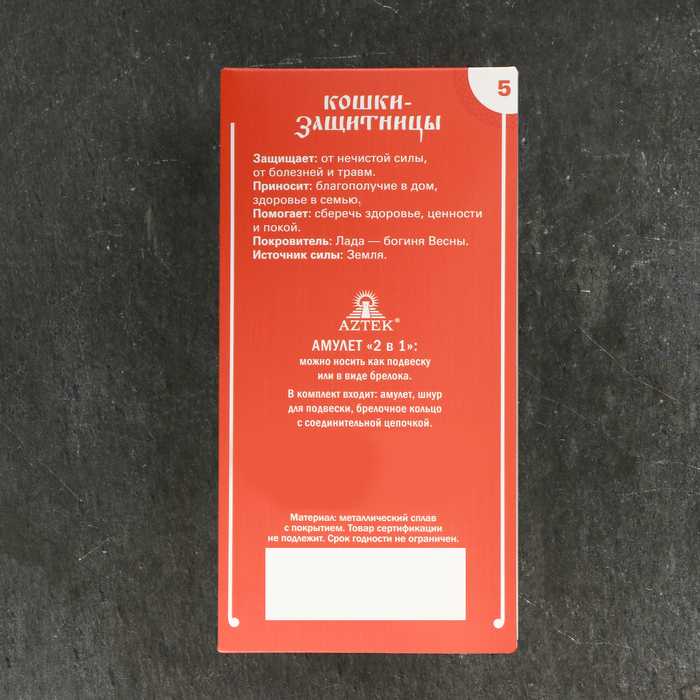 5
КОШКИ-
ЗАЩИТНИЦЫ
Защищает: от нечистой силы,
от болезней и травм.
Приносит: благополучие в дом,
здоровье в семью.
Помогает: сберечь здоровье, ценности
и покой.
Покровитель: Лада — богиня Весны.
Источник силы: Земля.
AZTEK®
АМУЛЕТ «2 в 1»:
можно носить как подвеску
или в виде брелока.
В комплект входит: амулет, шнур
для подвески, брелочное кольцо
с соединительной цепочкой.
Материал: металлический сплав
с покрытием. Товар сертификации
не подлежит. Срок годности не ограничен.